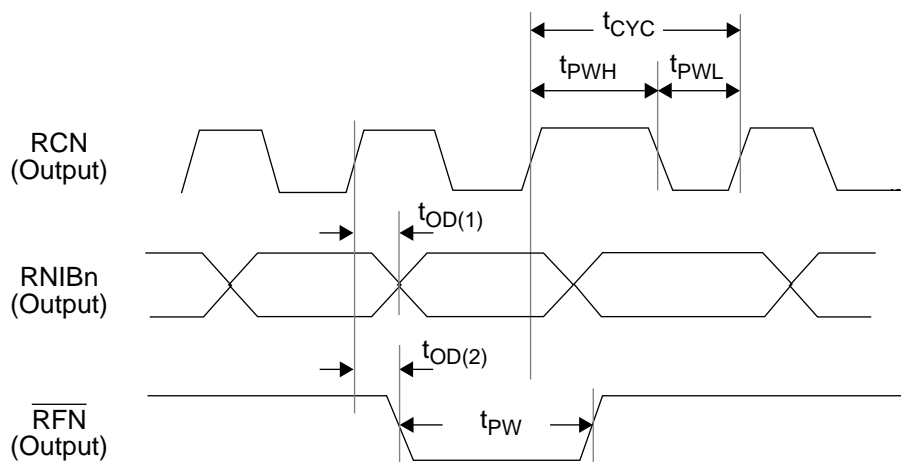 tCYC
tPWH
tPWL
RCN
(Output)
tOD(1)
RNIBn
(Output)
tOD(2)
RFN
(Output)
tPW